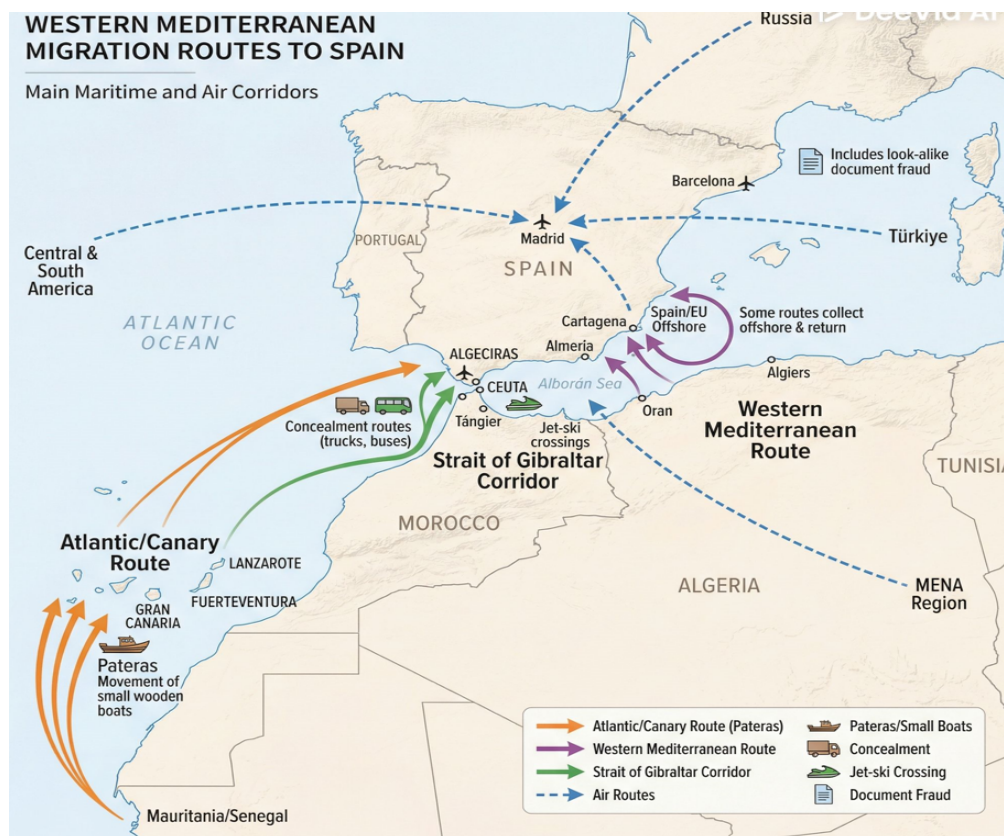 WESTERN MEDITERRANEAN
MIGRATION ROUTES TO SPAIN
Main Maritime and Air Corridors
Russia
Includes look-alike
document fraud
Barcelona
Madrid
Türkiye
Central &
South
America
PORTUGAL
SPAIN
ATLANTIC
OCEAN
Cartagena
Spain/EU
Offshore
Some routes collect
offshore & return
Almeria
ALGECIRAS
Alborán Sea
Algiers
CEUTA
Oran
Concealment routes
(trucks, buses)
Tángier
Jet-ski
crossings
Western
Mediterranean
Route
Strait of Gibraltar
Corridor
TUNISIA
MOROCCO
Atlantic/Canary
Route
LANZAROTE
FUERTEVENTURA
GRAN
CANARIA
ALGERIA
MENA
Region
Pateras
Movement of
small wooden
boats
Mauritania/Senegal
Atlantic/Canary Route (Pateras)
Western Mediterranean Route
Strait of Gibraltar Corridor
Air Routes
Pateras/Small Boats
Concealment
Jet-ski Crossing
Document Fraud